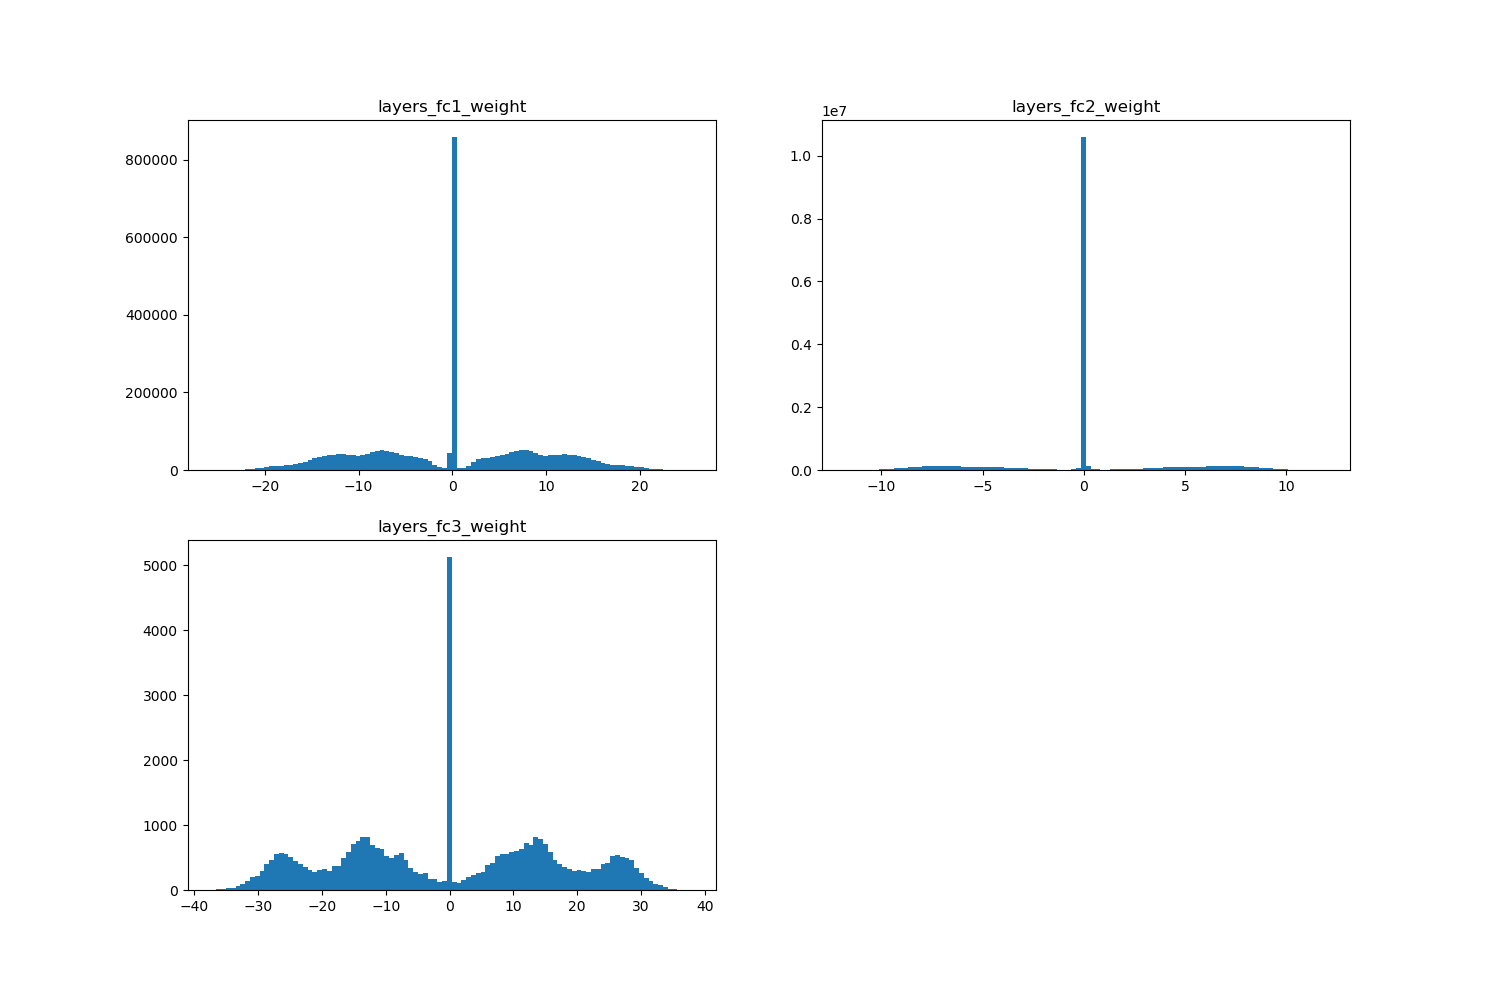 layers_fc1_weight
800000
600000
400000
200000
0
−20 −10 0 10 20
layers_fc2_weight
1e7
1.0
0.8
0.6
0.4
0.2
0.0
−10 −5 0 5 10
layers_fc3_weight
5000
4000
3000
2000
1000
0
−40 −30 −20 −10 0 10 20 30 40